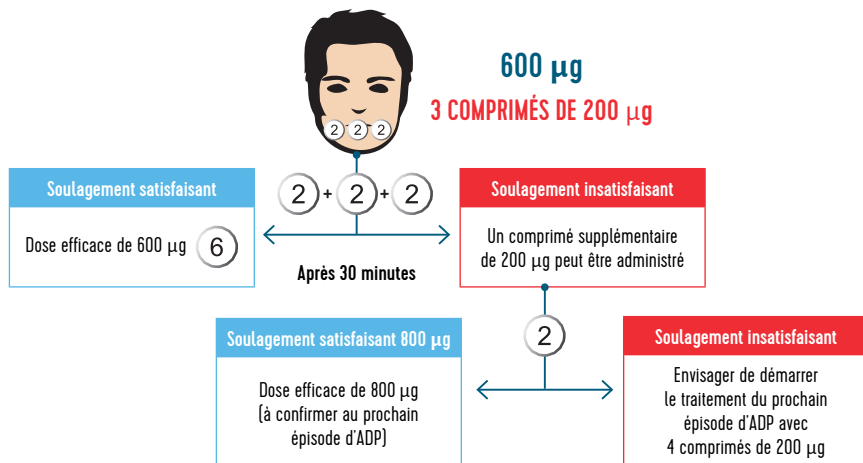 600 µg
3 COMPRIMÉS DE 200 µg
2 2 2
Soulagement satisfaisant
2 + 2 + 2
Soulagement insatisfaisant
Dose efficace de 600 µg 6
Un comprimé supplémentaire
de 200 µg peut être administré
Après 30 minutes
2
Soulagement satisfaisant 800 µg
Soulagement insatisfaisant
Dose efficace de 800 µg
(à confirmer au prochain
épisode d'ADP)
Envisager de démarrer
le traitement du prochain
épisode d'ADP avec
4 comprimés de 200 µg